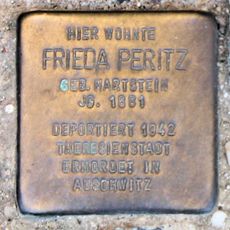 HIER WOHNTE
FRIEDA PERITZ
GEB. HARTSTEIN
JG. 1881
DEPORTIERT 1942
THERESIENSTADT
ERMORDET IN
AUSCHWITZ